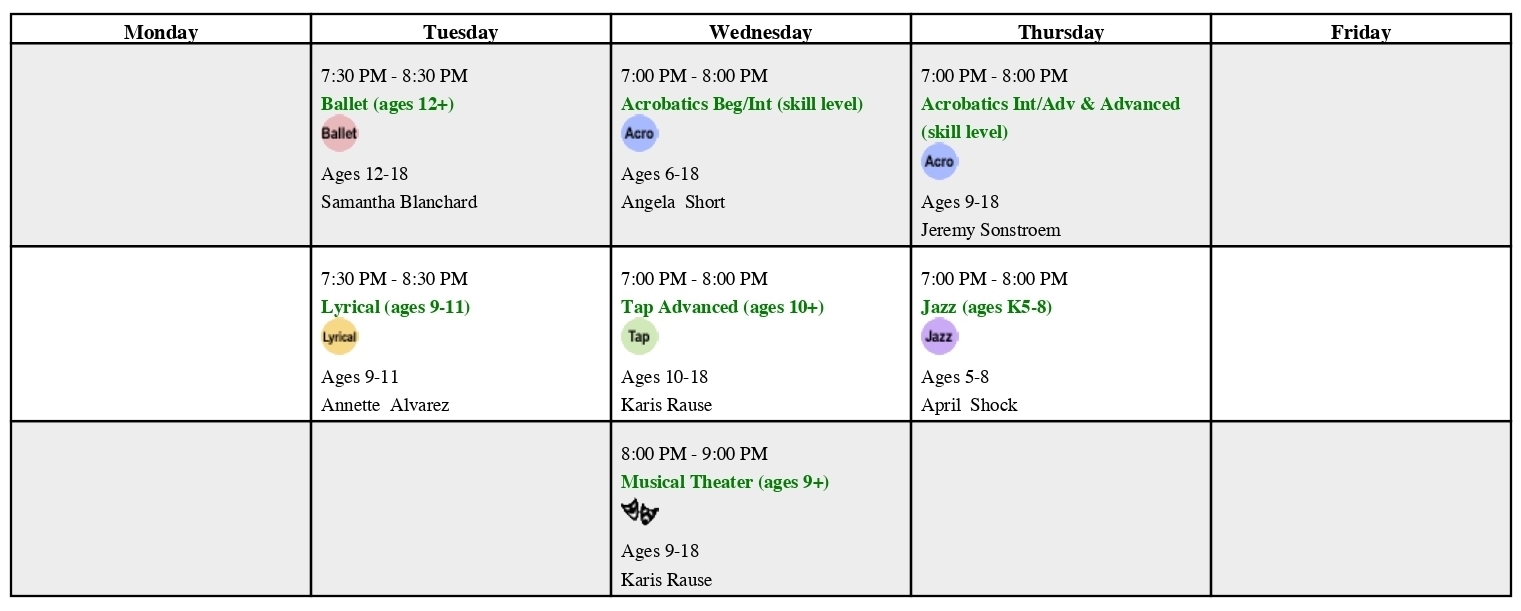 Monday
Tuesday
Wednesday
Thursday
Friday
7:30 PM - 8:30 PM
Ballet (ages 12+)
Ballet
Ages 12-18
Samantha Blanchard
7:00 PM - 8:00 PM
Acrobatics Beg/Int (skill level)
Acro
Ages 6-18
Angela  Short
7:00 PM - 8:00 PM
Acrobatics Int/Adv & Advanced
(skill level)
Acro
Ages 9-18
Jeremy Sonstroem
7:30 PM - 8:30 PM
Lyrical (ages 9-11)
Lyrical
Ages 9-11
Annette  Alvarez
7:00 PM - 8:00 PM
Tap Advanced (ages 10+)
Tap
Ages 10-18
Karis Rause
7:00 PM - 8:00 PM
Jazz (ages K5-8)
Jazz
Ages 5-8
April  Shock
8:00 PM - 9:00 PM
Musical Theater (ages 9+)
Ages 9-18
Karis Rause